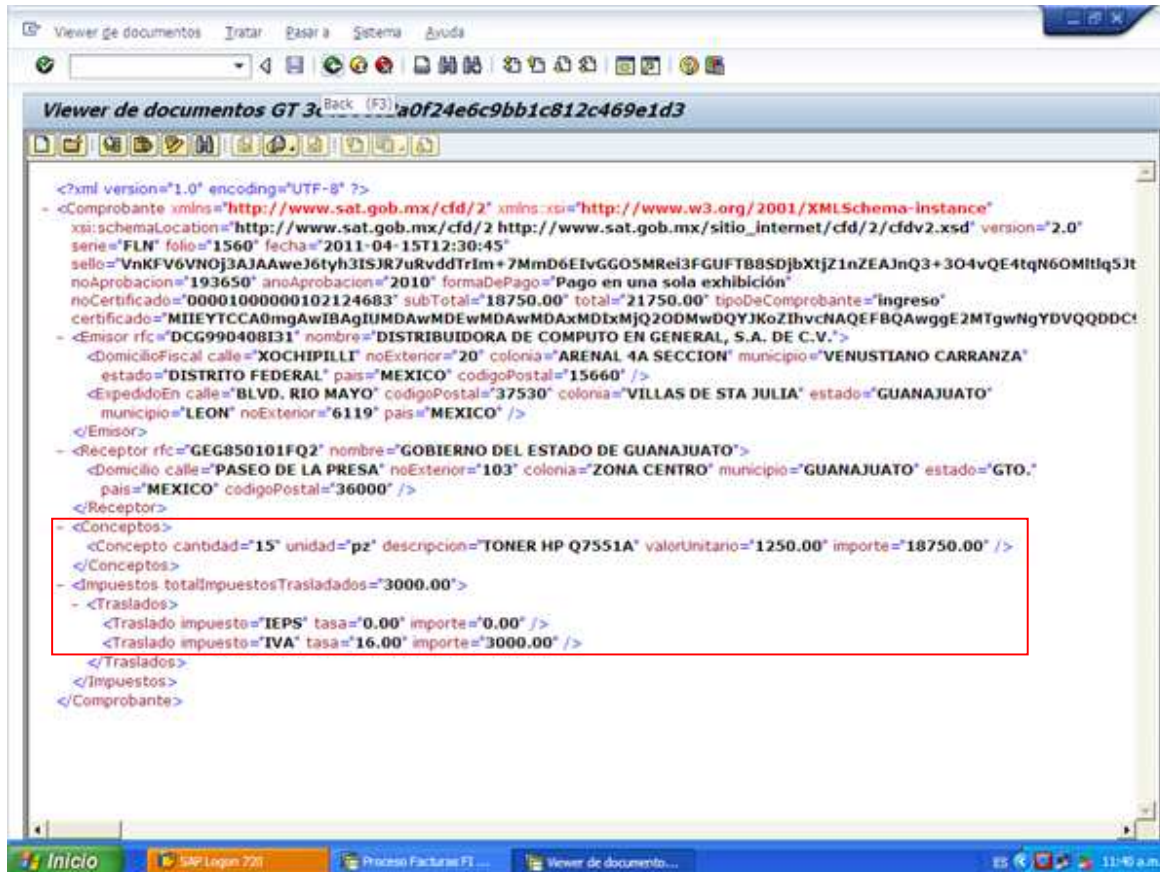 Viewer de documentos Tratar Pasar a Sistema Ayuda
Viewer de documentos GT a0f24e6c9bb1c812c469e1d3
Back (F3)
<?xml version="1.0" encoding="UTF-8" ?>
- <Comprobante xmlns="http://www.sat.gob.mx/cfd/2" xmlns:xsi="http://www.w3.org/2001/XMLSchema-instance"
xsi:schemaLocation="http://www.sat.gob.mx/cfd/2 http://www.sat.gob.mx/sitio_internet/cfd/2/cfdv2.xsd" version="2.0"
serie="FLN" folio="1560" fecha="2011-04-15T12:30:45"
sello="VnKFV6VNOj3AJAAweJ6tyh3ISJR7uRvddTrIm+7MmD6EIvGGO5MRei3FGUFTB8SDjbXtjZ1nZEAJnQ3+3O4vQE4tqN6OMltlq5Jt
noAprobacion="193650" anoAprobacion="2010" formaDePago="Pago en una sola exhibición"
noCertificado="00001000000102124683" subTotal="18750.00" total="21750.00" tipoDeComprobante="ingreso"
certificado="MIIEYTCCA0mgAwIBAgIUMDAwMDEwMDAwMDAxMDIxMjQ2ODMwDQYJKoZIhvcNAQEFBQAwggE2MTgwNgYDVQQDDC
- <Emisor rfc="DCG990408I31" nombre="DISTRIBUIDORA DE COMPUTO EN GENERAL, S.A. DE C.V.">
<DomicilioFiscal calle="XOCHIPILLI" noExterior="20" colonia="ARENAL 4A SECCION" municipio="VENUSTIANO CARRANZA"
estado="DISTRITO FEDERAL" pais="MEXICO" codigoPostal="15660" />
<ExpedidoEn calle="BLVD. RIO MAYO" codigoPostal="37530" colonia="VILLAS DE STA JULIA" estado="GUANAJUATO"
municipio="LEON" noExterior="6119" pais="MEXICO" />
</Emisor>
- <Receptor rfc="GEG850101FQ2" nombre="GOBIERNO DEL ESTADO DE GUANAJUATO">
<Domicilio calle="PASEO DE LA PRESA" noExterior="103" colonia="ZONA CENTRO" municipio="GUANAJUATO" estado="GTO."
pais="MEXICO" codigoPostal="36000" />
</Receptor>
- <Conceptos>
<Concepto cantidad="15" unidad="pz" descripcion="TONER HP Q7551A" valorUnitario="1250.00" importe="18750.00" />
</Conceptos>
- <Impuestos totalImpuestosTrasladados="3000.00">
- <Traslados>
<Traslado impuesto="IEPS" tasa="0.00" importe="0.00" />
<Traslado impuesto="IVA" tasa="16.00" importe="3000.00" />
</Traslados>
</Impuestos>
</Comprobante>
Inicio SAP Logon 720 Proceso Facturas FI ... Viewer de documento... ES 11:40 a.m.